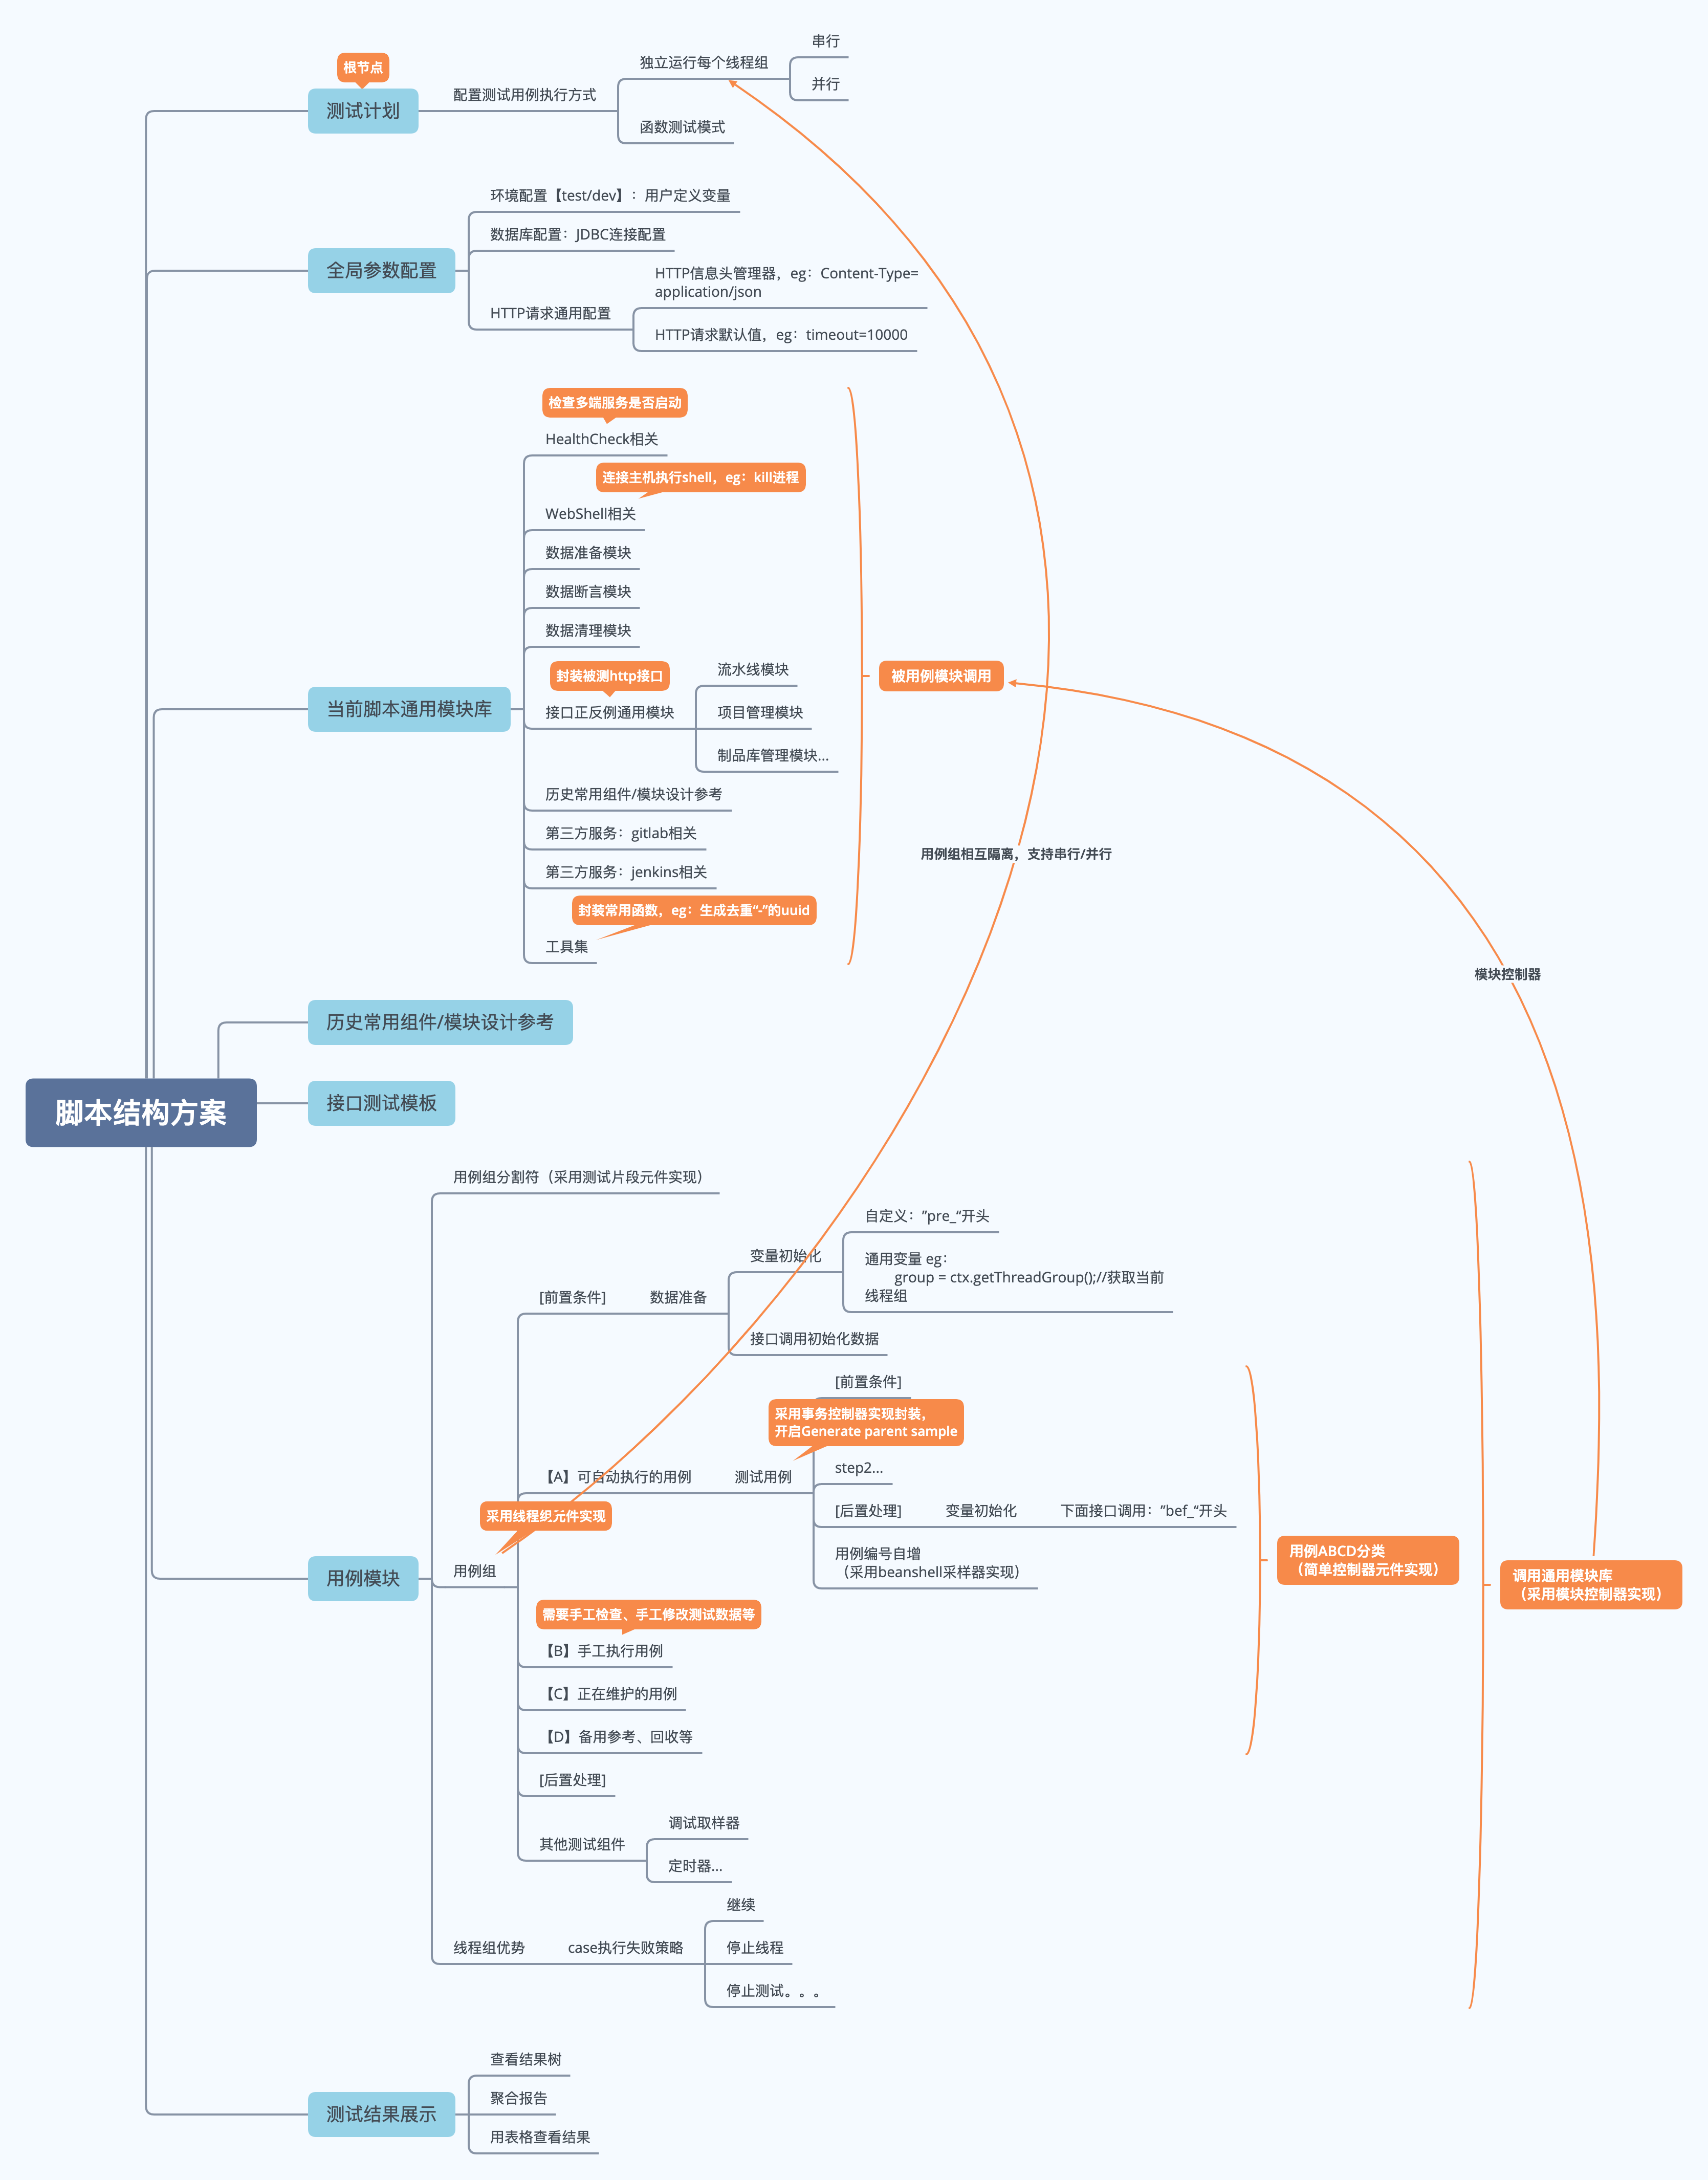 脚本结构方案
根节点
测试计划
配置测试用例执行方式
独立运行每个线程组
串行
并行
函数测试模式
全局参数配置
环境配置【test/dev】：用户定义变量
数据库配置：JDBC连接配置
HTTP请求通用配置
HTTP信息头管理器，eg：Content-Type=
application/json
HTTP请求默认值，eg：timeout=10000
当前脚本通用模块库
检查多端服务是否启动
HealthCheck相关
连接主机执行shell，eg：kill进程
WebShell相关
数据准备模块
数据断言模块
数据清理模块
封装被测http接口
接口正反例通用模块
流水线模块
项目管理模块
制品库管理模块...
历史常用组件/模块设计参考
第三方服务：gitlab相关
第三方服务：jenkins相关
封装常用函数，eg：生成去重“-”的uuid
工具集
被用例模块调用
用例组相互隔离，支持串行/并行
模块控制器
历史常用组件/模块设计参考
接口测试模板
用例模块
用例组分割符（采用测试片段元件实现）
采用线程组元件实现
用例组
[前置条件]
数据准备
变量初始化
自定义：”pre_“开头
通用变量 eg：
group = ctx.getThreadGroup();//获取当前
线程组
接口调用初始化数据
【A】可自动执行的用例
采用事务控制器实现封装，
开启Generate parent sample
测试用例
[前置条件]
step2...
[后置处理]
变量初始化
下面接口调用：”bef_“开头
用例编号自增
（采用beanshell采样器实现）
需要手工检查、手工修改测试数据等
【B】手工执行用例
【C】正在维护的用例
【D】备用参考、回收等
用例ABCD分类
（简单控制器元件实现）
[后置处理]
其他测试组件
调试取样器
定时器...
线程组优势
case执行失败策略
继续
停止线程
停止测试。。。
调用通用模块库
（采用模块控制器实现）
测试结果展示
查看结果树
聚合报告
用表格查看结果